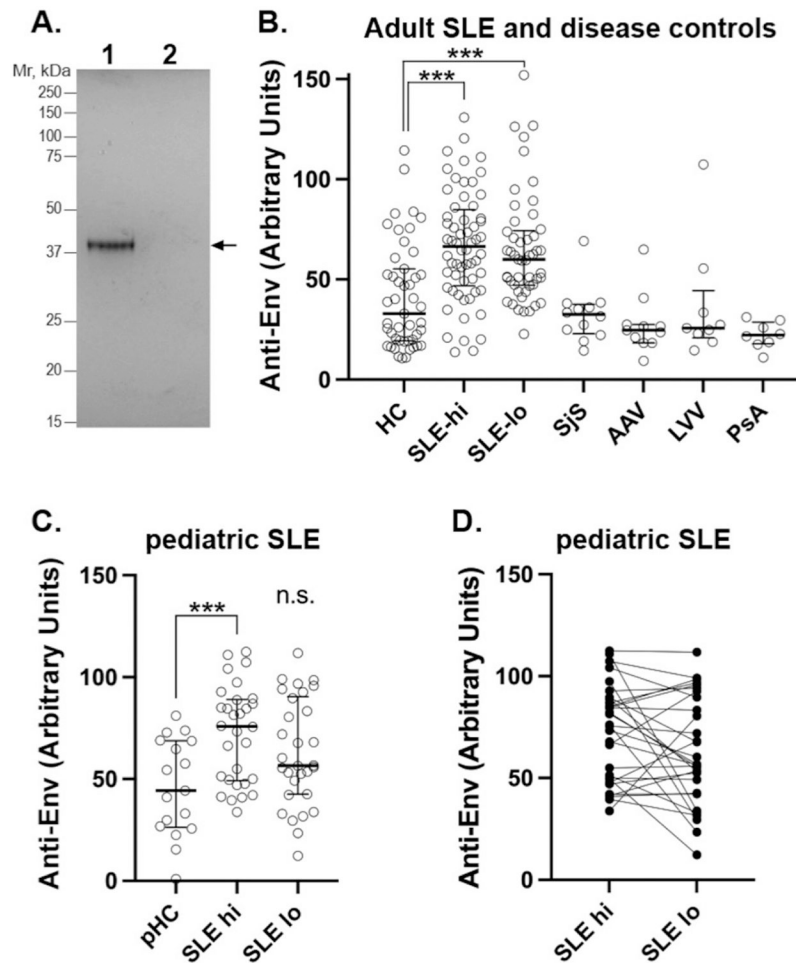 A.
1 2
Mr, kDa
250
150
100
75
50
37
25
20
15
B.
Adult SLE and disease controls
Anti-Env (Arbitrary Units)
150
100
50
0
***
***
HC
SLE-hi
SLE-lo
SjS
AAV
LVV
PsA
C.
pediatric SLE
Anti-Env (Arbitrary Units)
150
100
50
0
***
n.s.
pHC
SLE hi
SLE lo
D.
pediatric SLE
Anti-Env (Arbitrary Units)
150
100
50
0
SLE hi
SLE lo